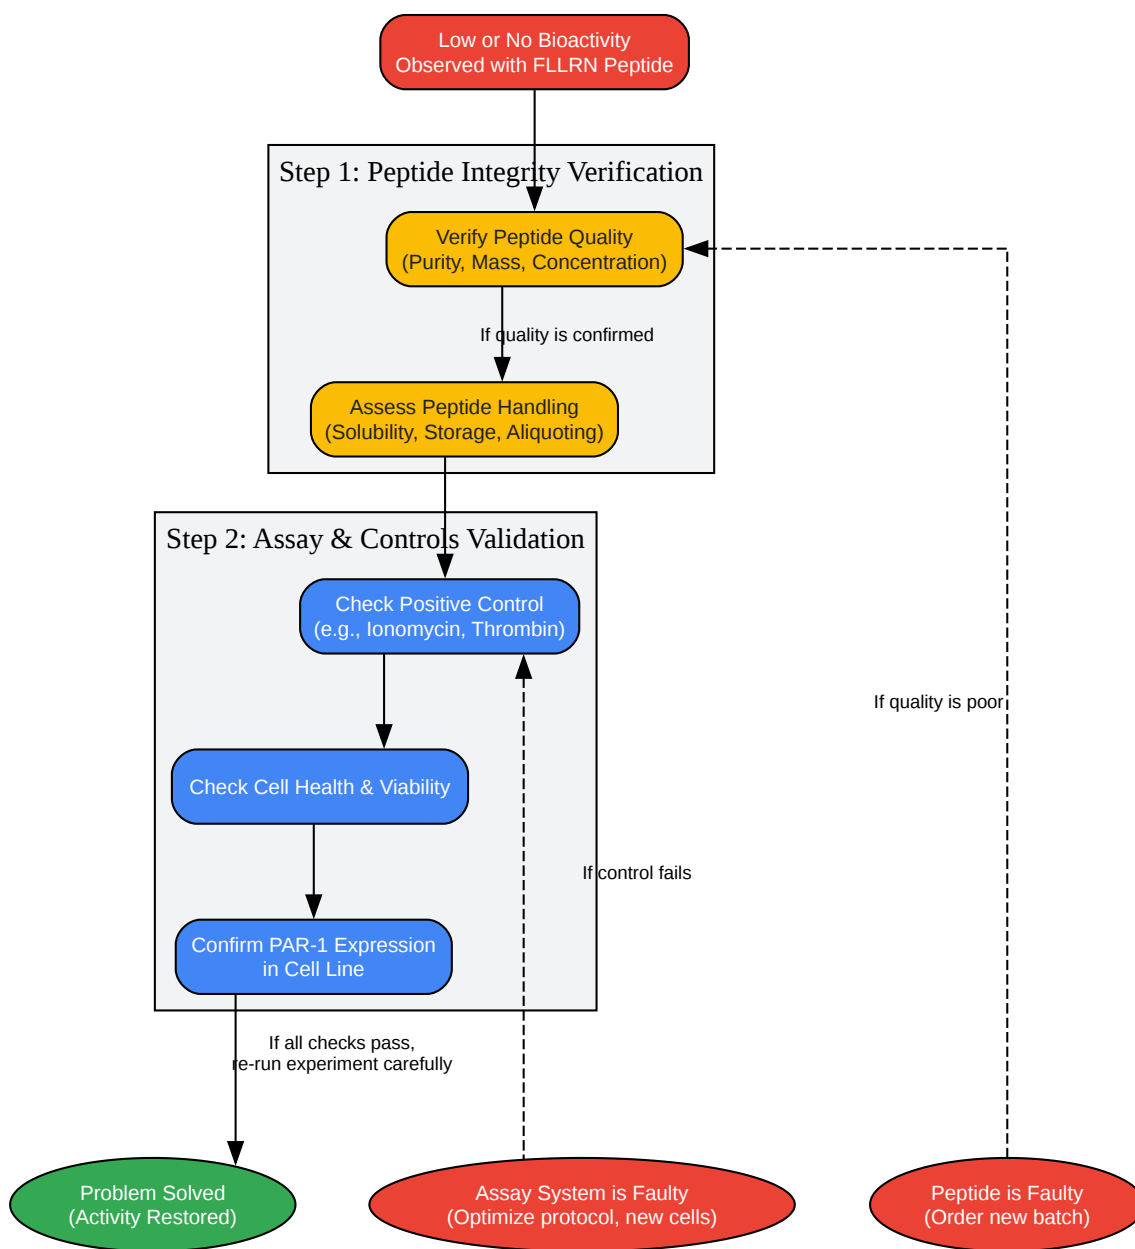 Low or No Bioactivity
Observed with FLLRN Peptide
Step 1: Peptide Integrity Verification
Verify Peptide Quality
(Purity, Mass, Concentration)
If quality is confirmed
Assess Peptide Handling
(Solubility, Storage, Aliquoting)
Step 2: Assay & Controls Validation
Check Positive Control
(e.g., Ionomycin, Thrombin)
If quality is poor
Check Cell Health & Viability
If control fails
Confirm PAR-1 Expression
in Cell Line
If all checks pass,
re-run experiment carefully
Problem Solved
(Activity Restored)
Assay System is Faulty
(Optimize protocol, new cells)
Peptide is Faulty
(Order new batch)